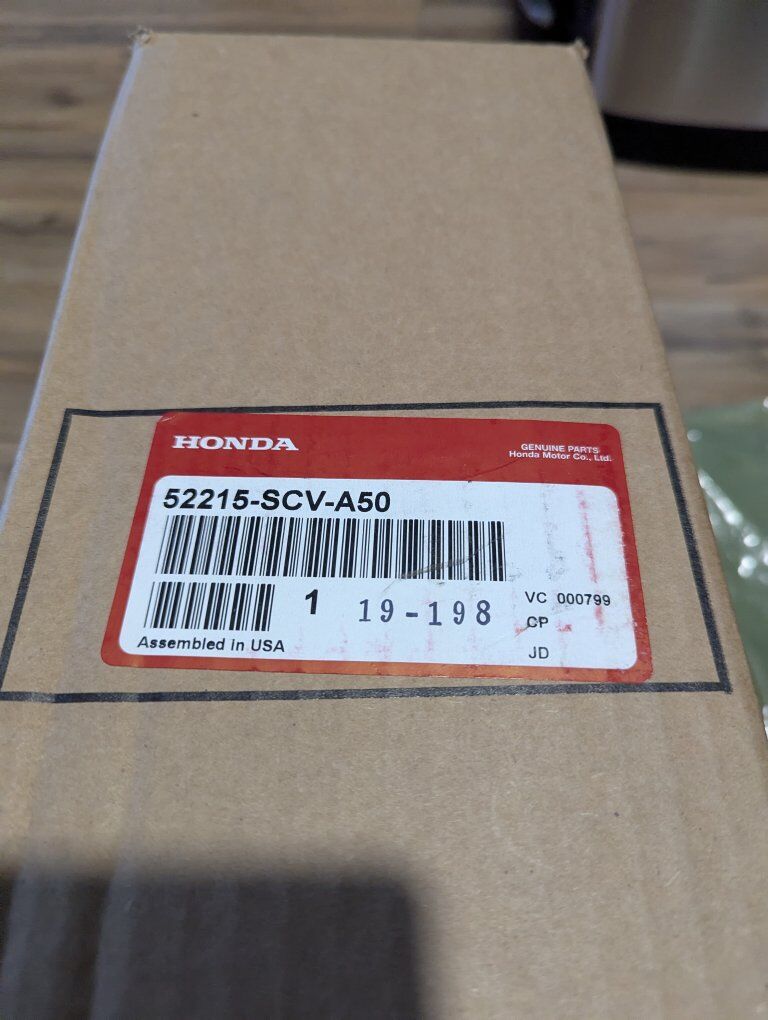 HONDA
GENUINE PARTS
Honda Motor Co., Ltd.
52215-SCV-A50
1
19-198
VC 000799
CP
JD
Assembled in USA